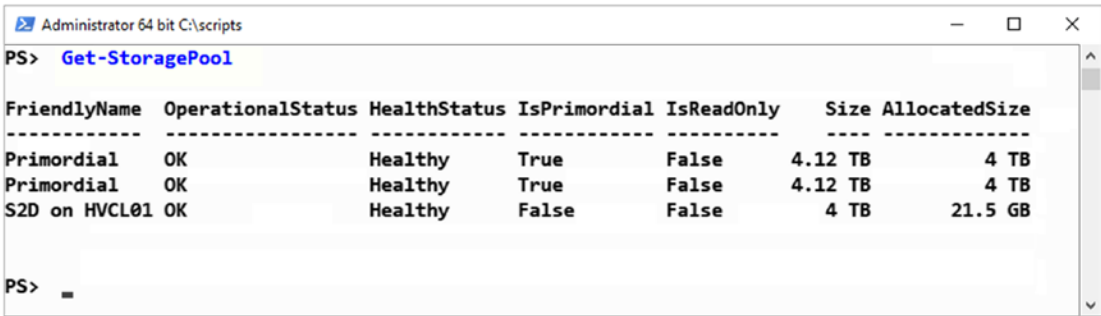 Administrator 64 bit C:\scripts
PS> Get-StoragePool
FriendlyName OperationalStatus HealthStatus IsPrimordial IsReadOnly Size AllocatedSize
------------ ----------------- ------------ ------------ ---------- ---- -------------
Primordial OK Healthy True False 4.12 TB 4 TB
Primordial OK Healthy True False 4.12 TB 4 TB
S2D on HVCL01 OK Healthy False False 4 TB 21.5 GB
PS> _